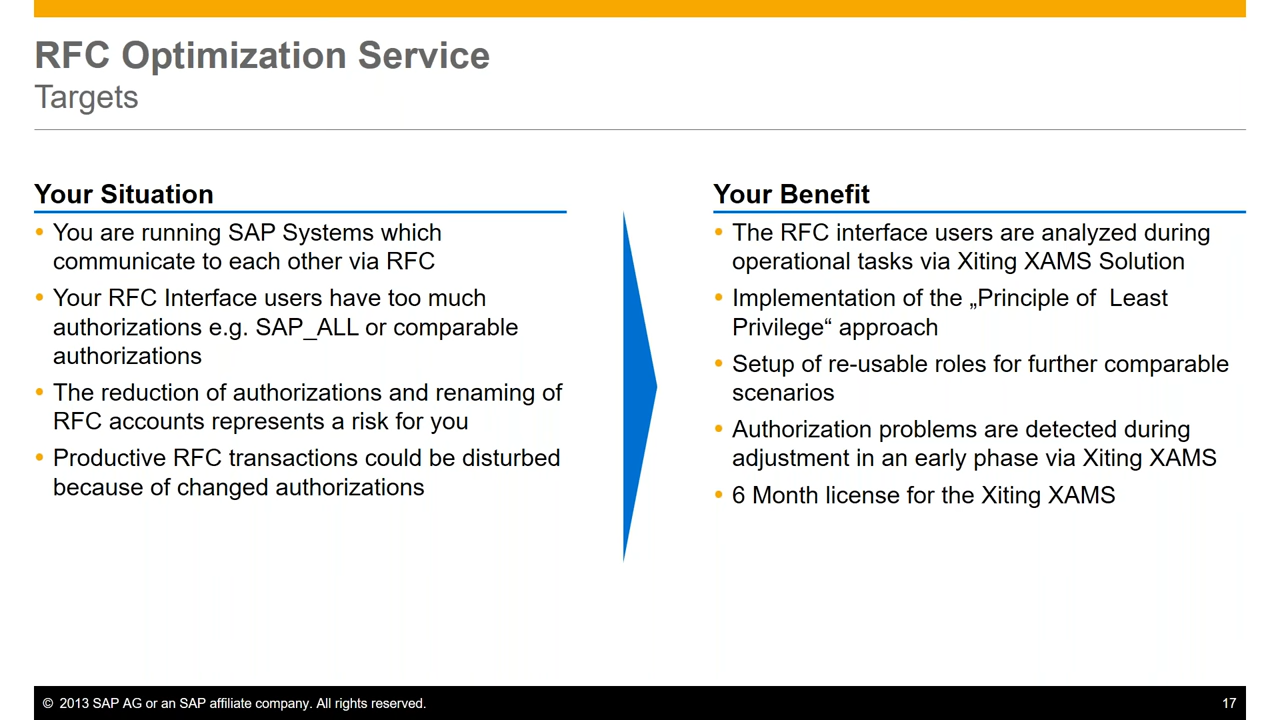 RFC Optimization Service
Targets
Your Situation
• You are running SAP Systems which
communicate to each other via RFC
• Your RFC Interface users have too much
authorizations e.g. SAP_ALL or comparable
authorizations
• The reduction of authorizations and renaming of
RFC accounts represents a risk for you
• Productive RFC transactions could be disturbed
because of changed authorizations
Your Benefit
• The RFC interface users are analyzed during
operational tasks via Xiting XAMS Solution
• Implementation of the „Principle of  Least
Privilege“ approach
• Setup of re-usable roles for further comparable
scenarios
• Authorization problems are detected during
adjustment in an early phase via Xiting XAMS
• 6 Month license for the Xiting XAMS
© 2013 SAP AG or an SAP affiliate company. All rights reserved.
17